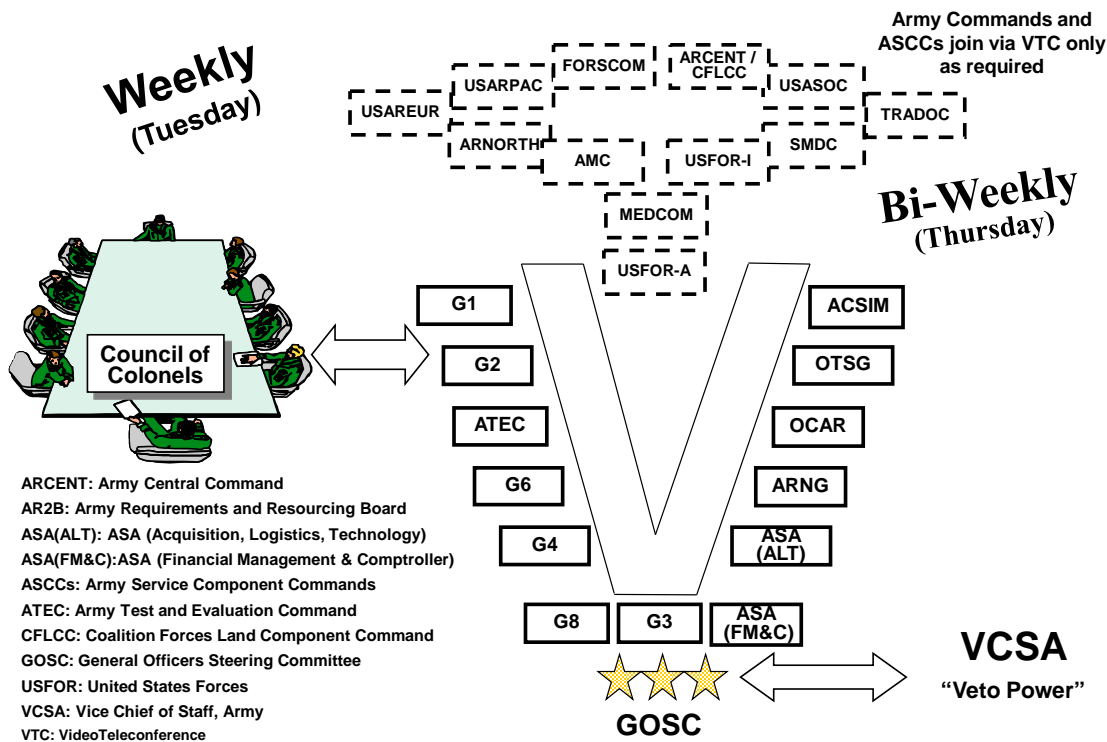 Weekly
(Tuesday)
Army Commands and
ASCCs join via VTC only
as required
FORSCOM
ARCENT /
CFLCC
USARPAC
USASOC
USAREUR
TRADOC
ARNORTH
AMC
USFOR-I
SMDC
MEDCOM
USFOR-A
Bi-Weekly
(Thursday)
Council of
Colonels
G1
G2
ATEC
G6
G4
G8
G3
ASA
(FM&C)
ACSIM
OTSG
OCAR
ARNG
ASA
(ALT)
GOSC
VCSA
“Veto Power”
ARCENT: Army Central Command
AR2B: Army Requirements and Resourcing Board
ASA(ALT): ASA (Acquisition, Logistics, Technology)
ASA(FM&C):ASA (Financial Management & Comptroller)
ASCCs: Army Service Component Commands
ATEC: Army Test and Evaluation Command
CFLCC: Coalition Forces Land Component Command
GOSC: General Officers Steering Committee
USFOR: United States Forces
VCSA: Vice Chief of Staff, Army
VTC: VideoTeleconference